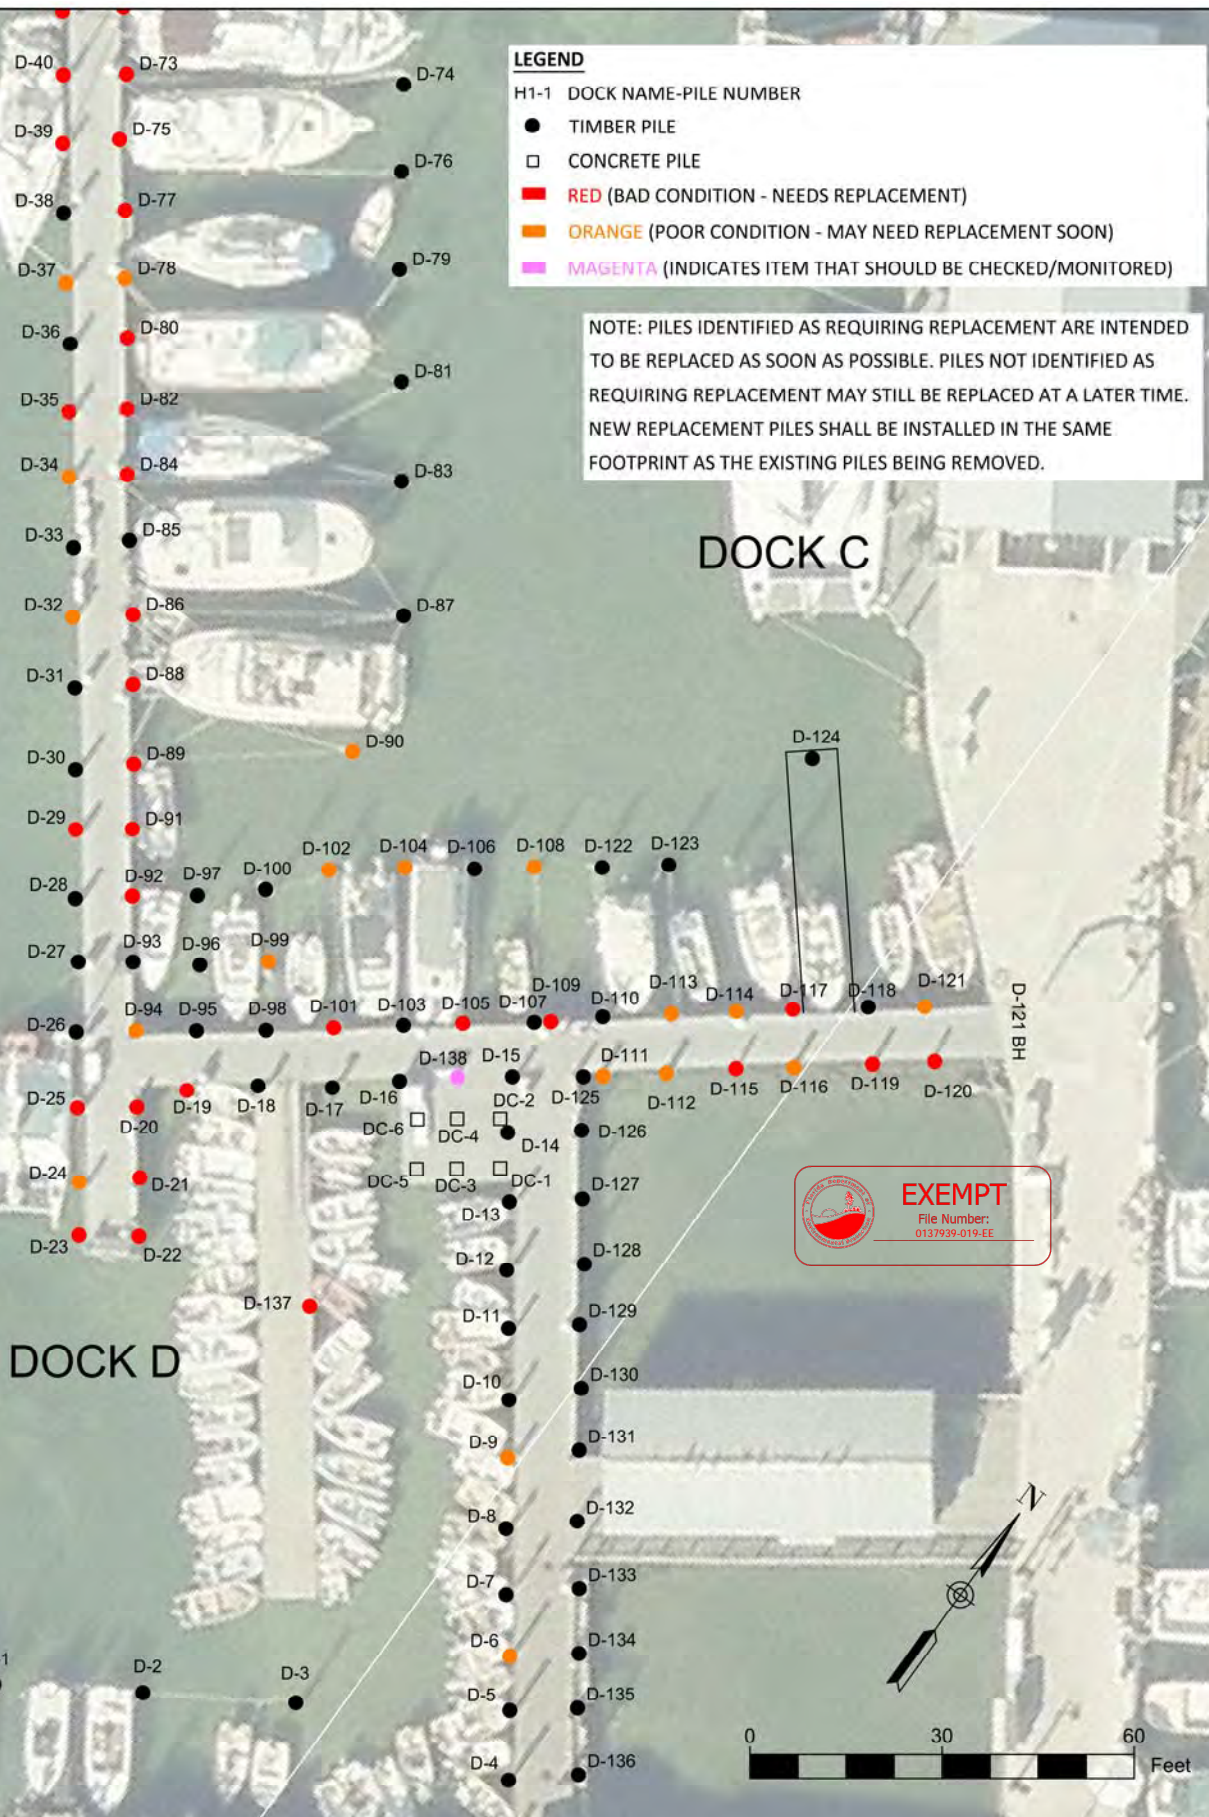 LEGEND
H1-1 DOCK NAME-PILE NUMBER
TIMBER PILE
CONCRETE PILE
RED (BAD CONDITION - NEEDS REPLACEMENT)
ORANGE (POOR CONDITION - MAY NEED REPLACEMENT SOON)
MAGENTA (INDICATES ITEM THAT SHOULD BE CHECKED/MONITORED)
NOTE: PILES IDENTIFIED AS REQUIRING REPLACEMENT ARE INTENDED
TO BE REPLACED AS SOON AS POSSIBLE. PILES NOT IDENTIFIED AS
REQUIRING REPLACEMENT MAY STILL BE REPLACED AT A LATER TIME.
NEW REPLACEMENT PILES SHALL BE INSTALLED IN THE SAME
FOOTPRINT AS THE EXISTING PILES BEING REMOVED.
D-40
D-73
D-74
D-39
D-75
D-76
D-38
D-77
D-37
D-78
D-79
D-36
D-80
D-81
D-35
D-82
D-34
D-84
D-83
D-33
D-85
DOCK C
D-32
D-86
D-87
D-31
D-88
D-30
D-89
D-90
D-124
D-29
D-91
D-28
D-92
D-97
D-100
D-102
D-104
D-106
D-108
D-122
D-123
D-27
D-93
D-96
D-99
D-26
D-94
D-95
D-98
D-101
D-103
D-105
D-107
D-109
D-110
D-113
D-114
D-117
D-118
D-121
D-121 BH
D-138
D-15
D-111
D-25
D-20
D-19
D-18
D-17
D-16
D-125
D-112
D-115
D-116
D-119
D-120
DC-6
DC-4
DC-2
D-14
D-126
DC-5
DC-3
DC-1
D-24
D-21
D-13
D-127
EXEMPT
File Number:
0137939-019-EE
D-23
D-22
D-12
D-128
D-137
D-11
D-129
DOCK D
D-10
D-130
D-9
D-131
D-8
D-132
N
D-7
D-133
D-6
D-134
1
D-2
D-3
D-5
D-135
D-4
D-136
0 30 60
Feet